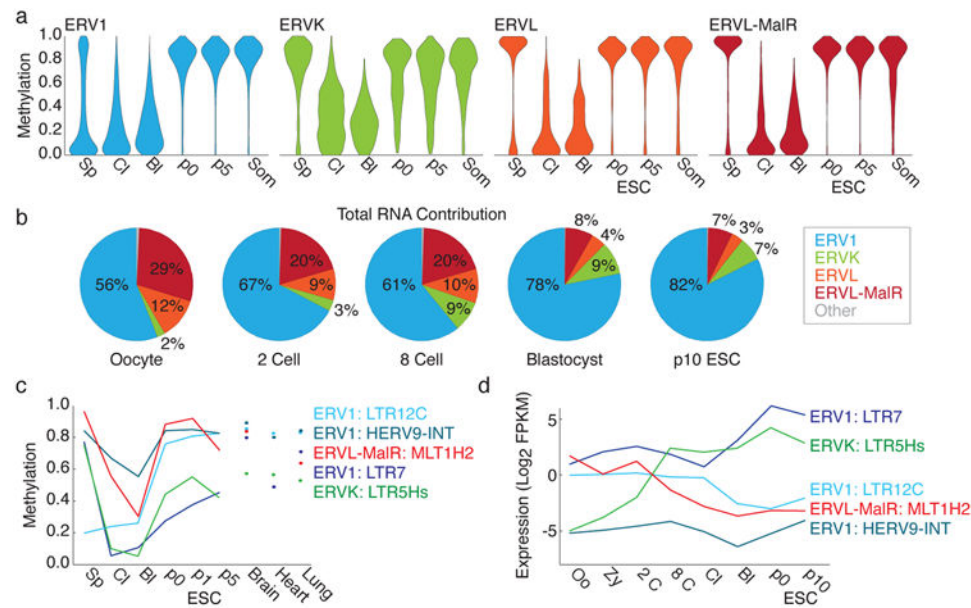 a
ERV1 ERVK ERVL ERVL-MalR
Methylation
1.0
0.8
0.6
0.4
0.2
0.0
Sp Cl Bl p0 p5 Som Sp Cl Bl p0 p5 Som Sp Cl Bl p0 p5 Som Sp Cl Bl p0 p5 Som
ESC ESC
b
Total RNA Contribution
56% 29% 12% 2%
Oocyte
67% 20% 9% 3%
2 Cell
61% 20% 10% 9%
8 Cell
78% 8% 4% 9%
Blastocyst
82% 7% 3% 7%
p10 ESC
ERV1
ERVK
ERVL
ERVL-MalR
Other
c
Methylation
1.0
0.8
0.6
0.4
0.2
0.0
Sp Cl Bl p0 p1 p5 Brain Heart Lung
ESC
ERV1: LTR12C
ERV1: HERV9-INT
ERVL-MalR: MLT1H2
ERV1: LTR7
ERVK: LTR5Hs
d
Expression (Log2 FPKM)
5
0
-5
Oo Zy 2 C 8 C Cl Bl p0 p10
ESC
ERV1: LTR7
ERVK: LTR5Hs
ERV1: LTR12C
ERVL-MalR: MLT1H2
ERV1: HERV9-INT